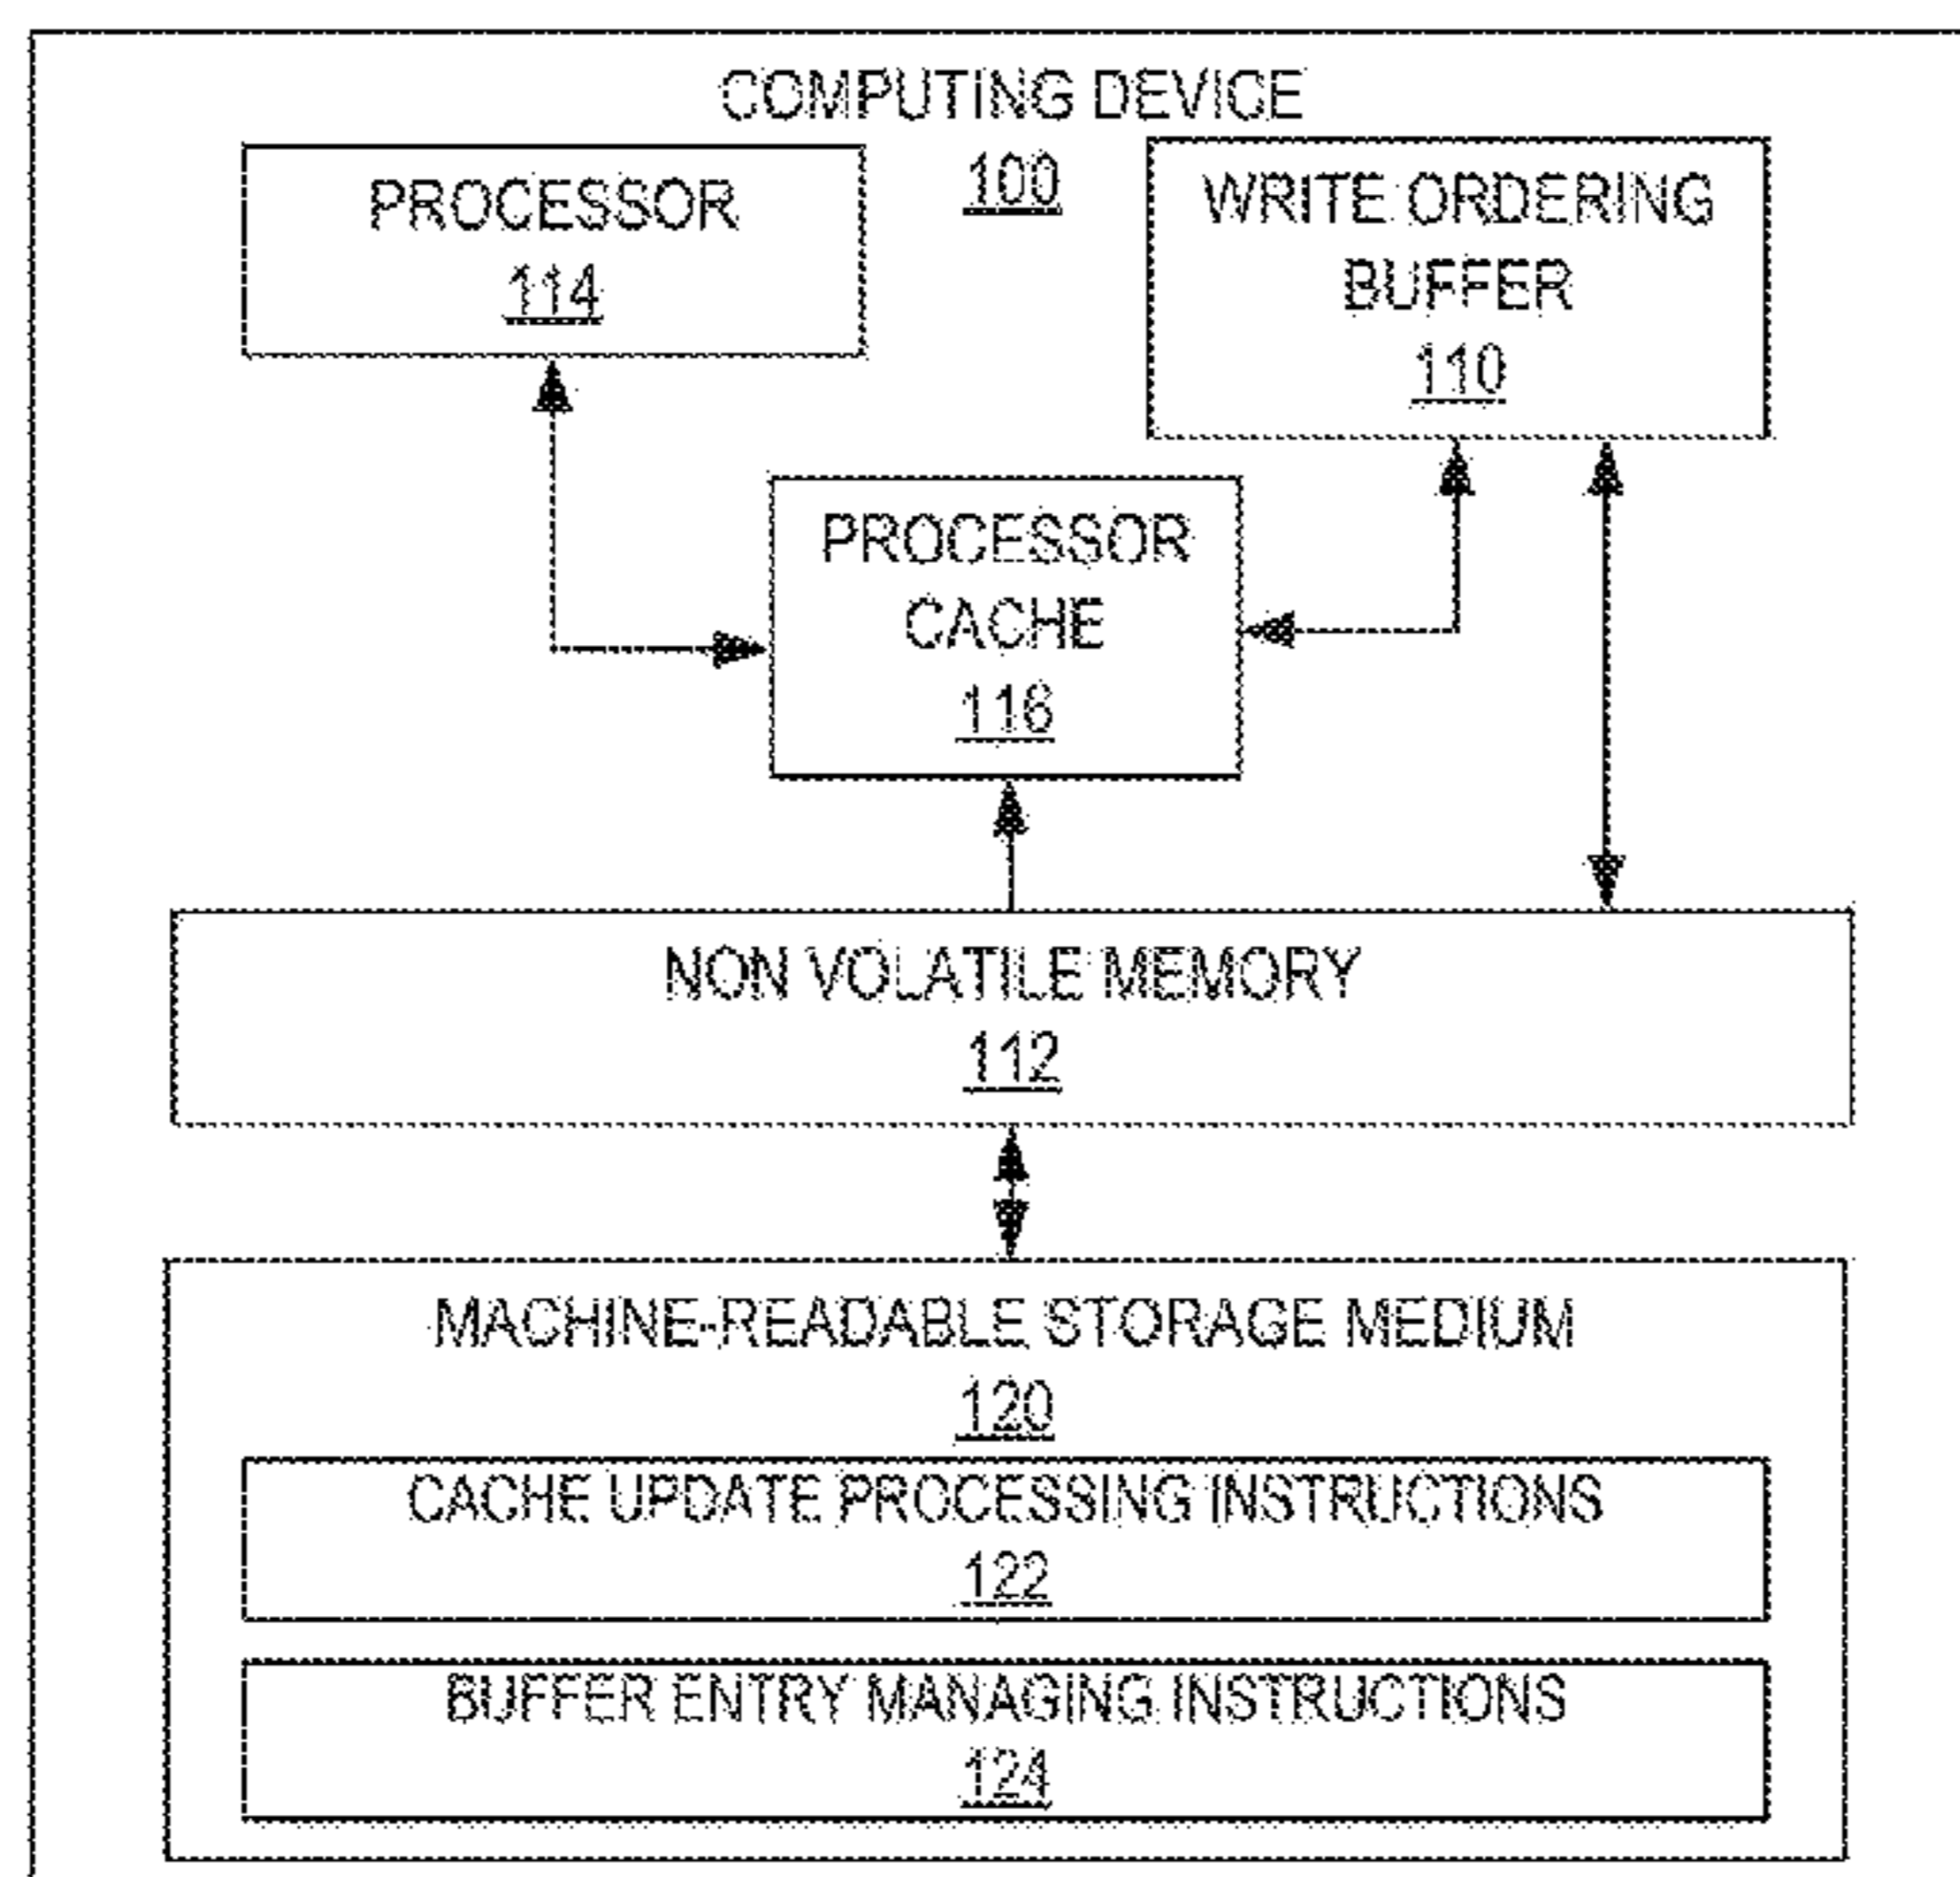 COMPUTING DEVICE
100
PROCESSOR
114
WRITE ORDERING
BUFFER
110
PROCESSOR
CACHE
116
NON VOLATILE MEMORY
112
MACHINE-READABLE STORAGE MEDIUM
120
CACHE UPDATE PROCESSING INSTRUCTIONS
122
BUFFER ENTRY MANAGING INSTRUCTIONS
124